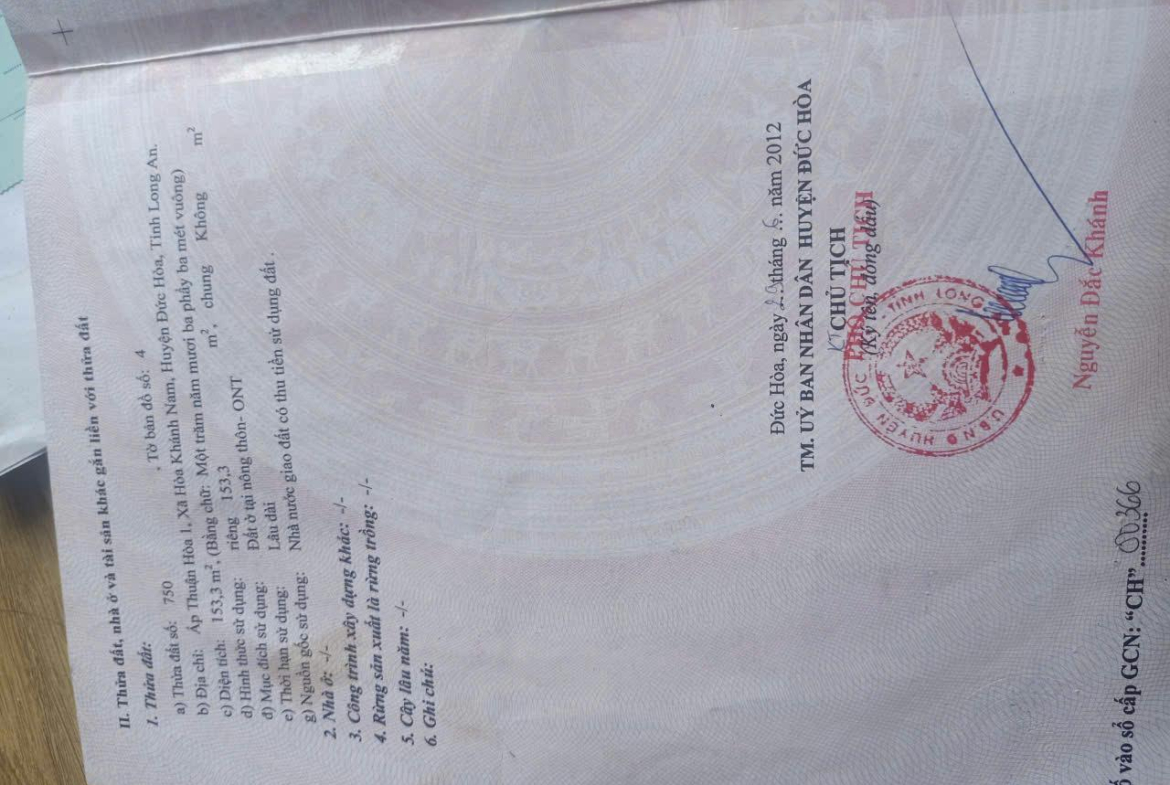 II. Thửa đất, nhà ở và tài sản khác gắn liền với thửa đất
1. Thửa đất:
a) Thửa đất số: 750 , Tờ bản đồ số: 4
b) Địa chỉ: Ấp Thuận Hòa 1, Xã Hòa Khánh Nam, Huyện Đức Hòa, Tỉnh Long An.
c) Diện tích: 153,3 m², (Bằng chữ: Một trăm năm mươi ba phẩy ba mét vuông)
d) Hình thức sử dụng: riêng 153,3 m², chung Không m²
đ) Mục đích sử dụng: Đất ở tại nông thôn- ONT
e) Thời hạn sử dụng: Lâu dài
g) Nguồn gốc sử dụng: Nhà nước giao đất có thu tiền sử dụng đất .
2. Nhà ở: -/-
3. Công trình xây dựng khác: -/-
4. Rừng sản xuất là rừng trồng: -/-
5. Cây lâu năm: -/-
6. Ghi chú:
Đức Hòa, ngày tháng năm 2012
TM. UỶ BAN NHÂN DÂN HUYỆN ĐỨC HÒA
KT CHỦ TỊCH
PHÓ CHỦ TỊCH
(Ký tên, đóng dấu)
U.B.N.D HUYỆN ĐỨC TỈNH LONG
Nguyễn Đắc Khánh
vào sổ cấp GCN: “CH” 00366